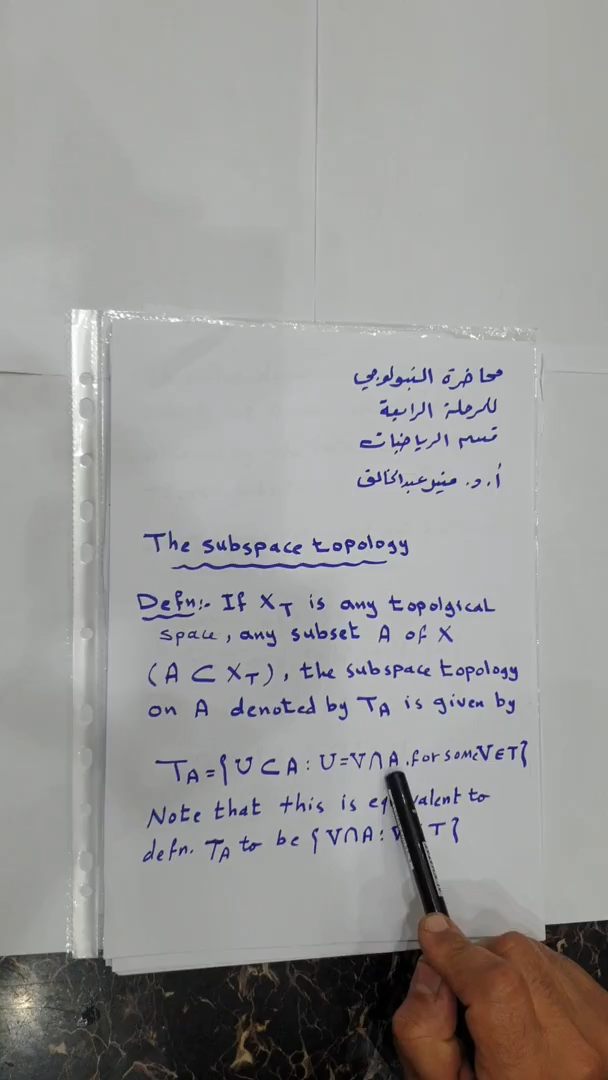 محاضرة التبولوجي
للمرحلة الرابعة
قسم الرياضيات
أ.د. عبدالخالق
The subspace topology
Defn:. If X_T is any topolgical
space, any subset A of X
(A ⊂ X_T), the subspace topology
on A denoted by T_A is given by
T_A = { U ⊂ A : U = V ∩ A, for some V ∈ T }
Note that this is equivalent to
defn. T_A to be { V ∩ A : V ∈ T }